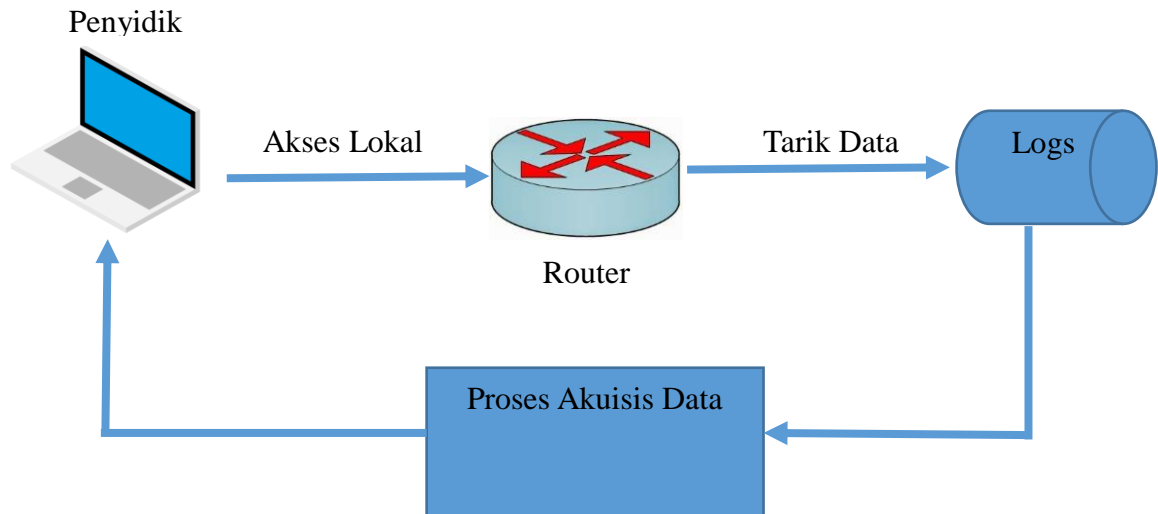 Penyidik
Akses Lokal
Tarik Data
Logs
Router
Proses Akuisis Data